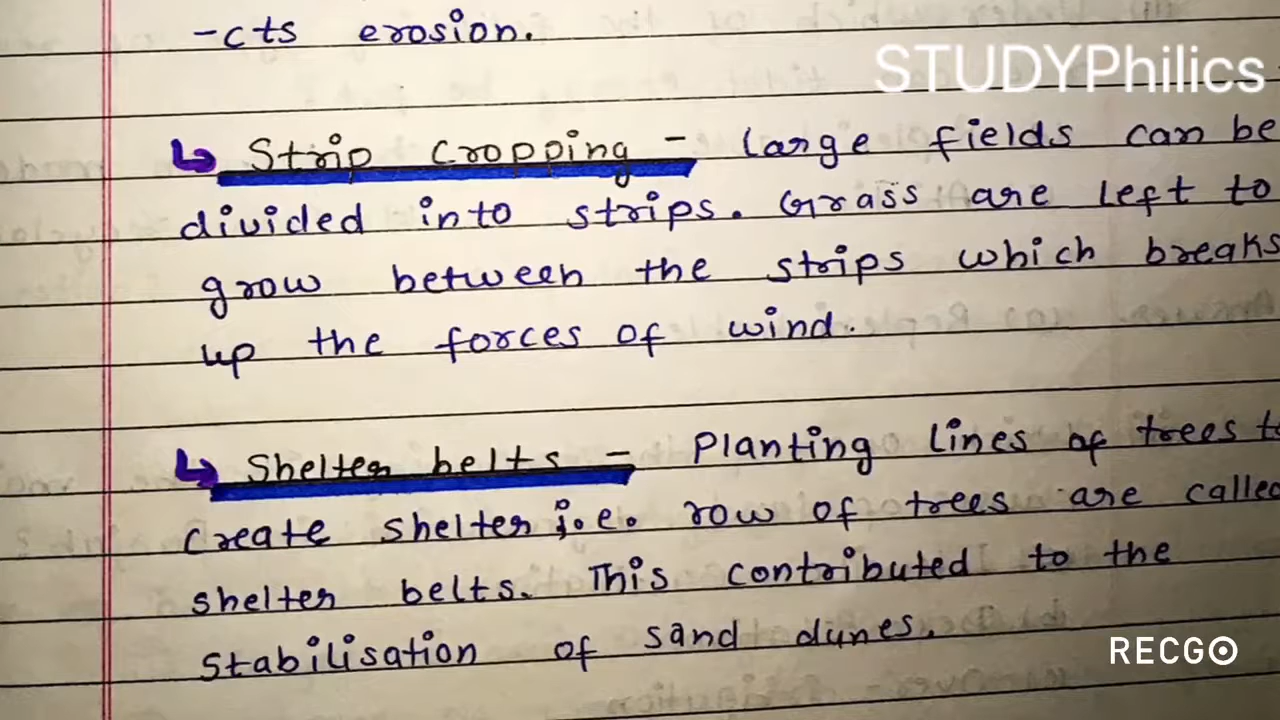 -cts erosion.
STUDYPhilics
↳ Strip cropping - large fields can be
divided into strips. Grass are left to
grow between the strips which breaks
up the forces of wind.
↳ Shelter belts - Planting lines of trees to
create shelter i.e. row of trees are called
shelter belts. This contributed to the
stabilisation of sand dunes.
RECGO